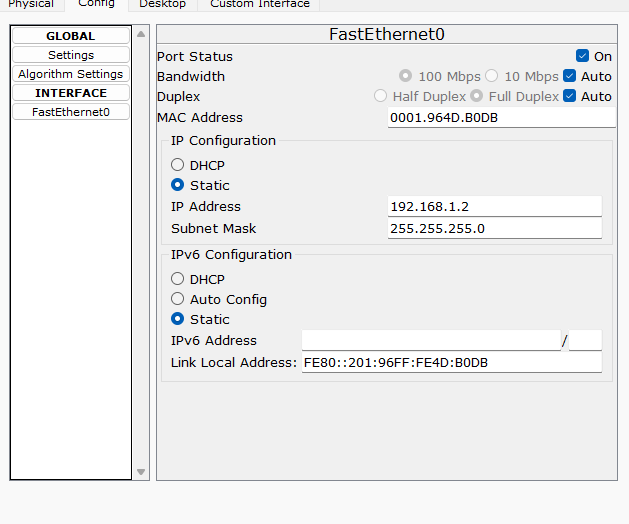 Physical Config Desktop Custom Interface
GLOBAL
Settings
Algorithm Settings
INTERFACE
FastEthernet0
FastEthernet0
Port Status On
Bandwidth 100 Mbps 10 Mbps Auto
Duplex Half Duplex Full Duplex Auto
MAC Address 0001.964D.B0DB
IP Configuration
DHCP
Static
IP Address 192.168.1.2
Subnet Mask 255.255.255.0
IPv6 Configuration
DHCP
Auto Config
Static
IPv6 Address /
Link Local Address: FE80::201:96FF:FE4D:B0DB